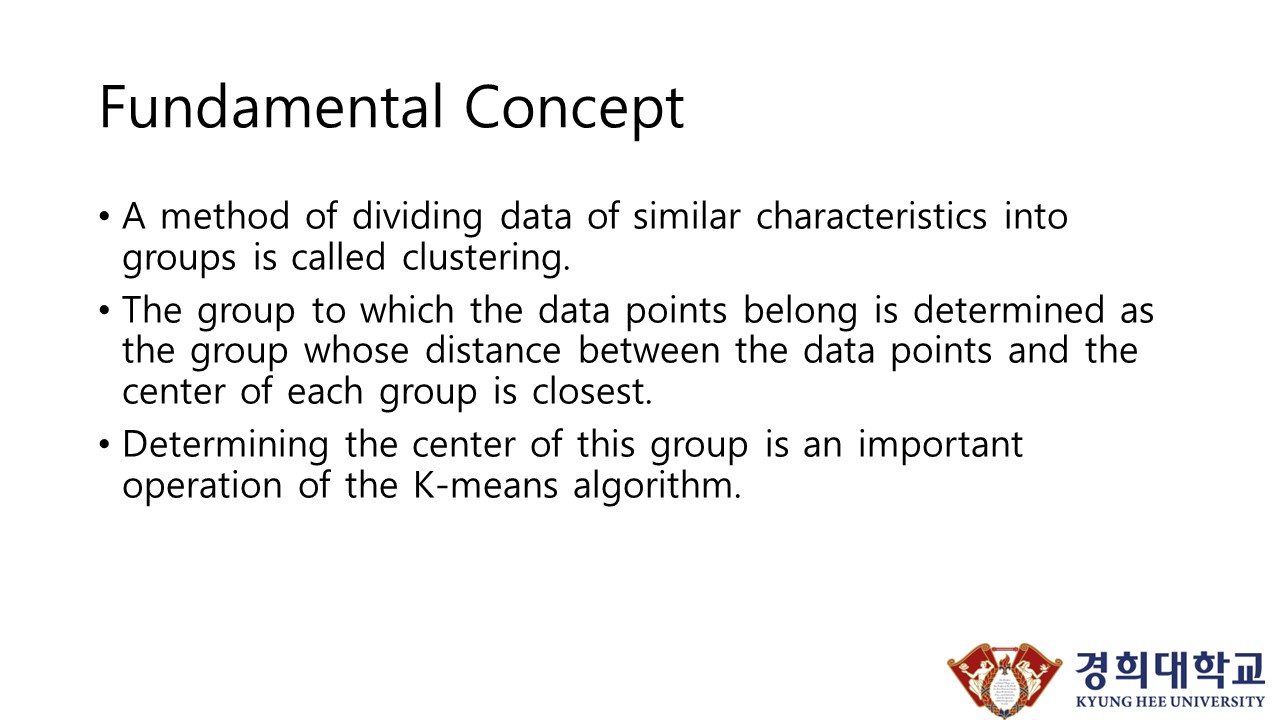 Fundamental Concept
• A method of dividing data of similar characteristics into
groups is called clustering.
• The group to which the data points belong is determined as
the group whose distance between the data points and the
center of each group is closest.
• Determining the center of this group is an important
operation of the K-means algorithm.
경희대학교
KYUNG HEE UNIVERSITY